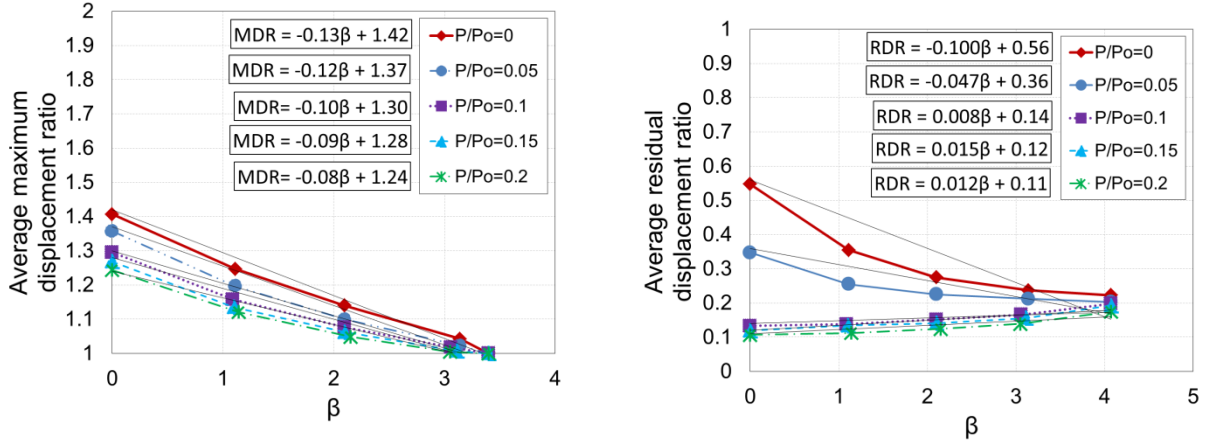 Average maximum
displacement ratio
2
1.9
1.8
1.7
1.6
1.5
1.4
1.3
1.2
1.1
1
0
1
2
3
4
β
MDR = -0.13β + 1.42
MDR = -0.12β + 1.37
MDR = -0.10β + 1.30
MDR = -0.09β + 1.28
MDR= -0.08β + 1.24
P/Po=0
P/Po=0.05
P/Po=0.1
P/Po=0.15
P/Po=0.2
Average residual
displacement ratio
1
0.9
0.8
0.7
0.6
0.5
0.4
0.3
0.2
0.1
0
0
1
2
3
4
5
β
RDR = -0.100β + 0.56
RDR = -0.047β + 0.36
RDR = 0.008β + 0.14
RDR = 0.015β + 0.12
RDR = 0.012β + 0.11
P/Po=0
P/Po=0.05
P/Po=0.1
P/Po=0.15
P/Po=0.2